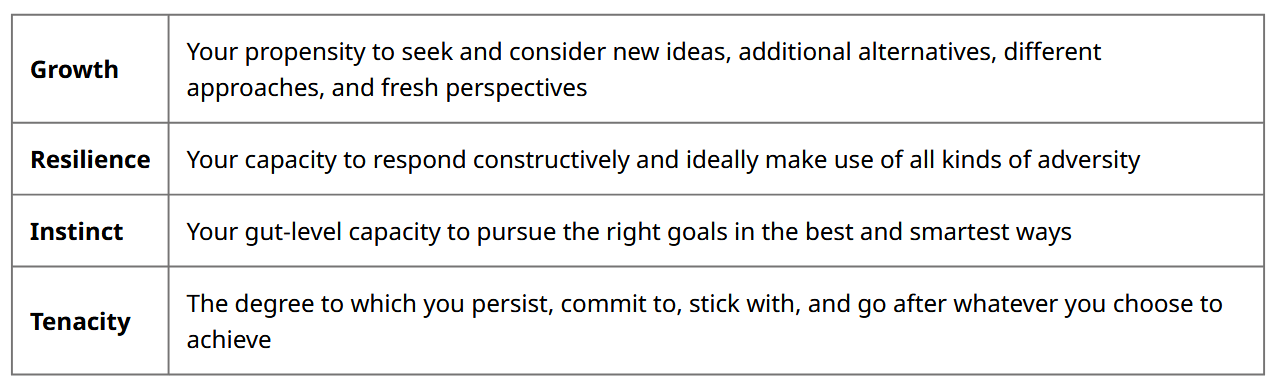 Growth
Your propensity to seek and consider new ideas, additional alternatives, different
approaches, and fresh perspectives
Resilience
Your capacity to respond constructively and ideally make use of all kinds of adversity
Instinct
Your gut-level capacity to pursue the right goals in the best and smartest ways
Tenacity
The degree to which you persist, commit to, stick with, and go after whatever you choose to
achieve